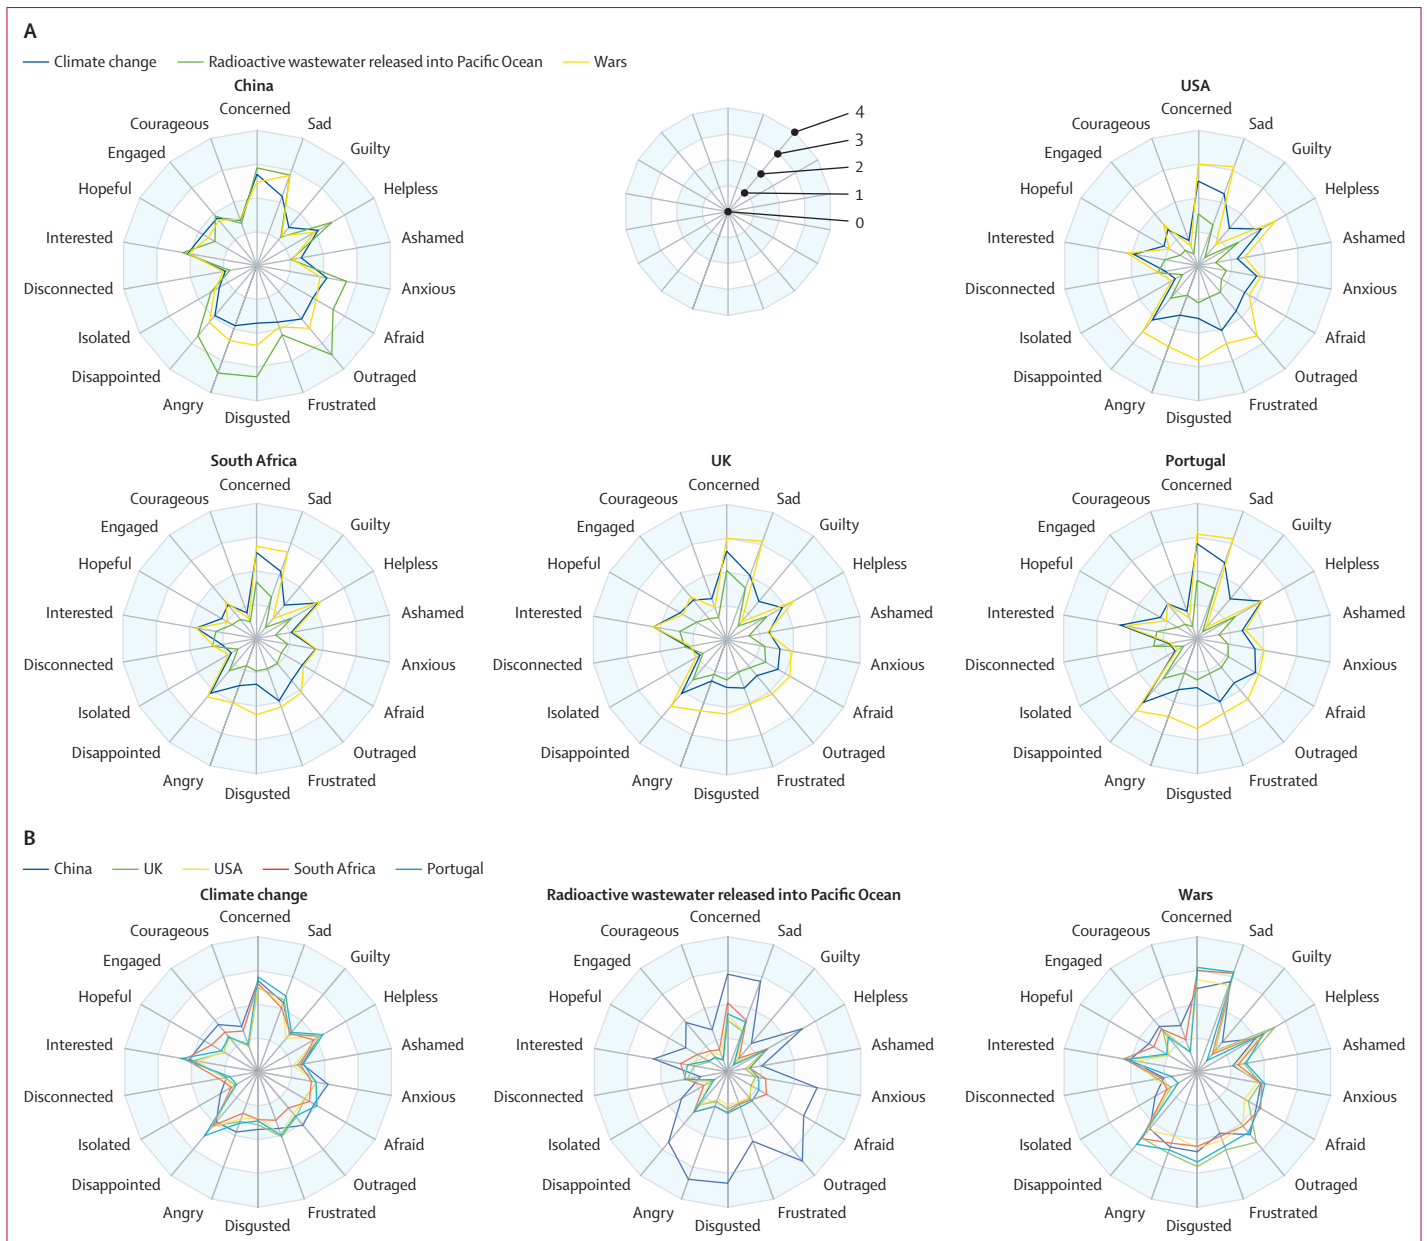 A
Climate change
Radioactive wastewater released into Pacific Ocean
Wars
China
Concerned
Sad
Guilty
Helpless
Ashamed
Anxious
Afraid
Outraged
Frustrated
Disgusted
Angry
Disappointed
Isolated
Disconnected
Interested
Hopeful
Engaged
Courageous
4
3
2
1
0
USA
Concerned
Sad
Guilty
Helpless
Ashamed
Anxious
Afraid
Outraged
Frustrated
Disgusted
Angry
Disappointed
Isolated
Disconnected
Interested
Hopeful
Engaged
Courageous
South Africa
Concerned
Sad
Guilty
Helpless
Ashamed
Anxious
Afraid
Outraged
Frustrated
Disgusted
Angry
Disappointed
Isolated
Disconnected
Interested
Hopeful
Engaged
Courageous
UK
Concerned
Sad
Guilty
Helpless
Ashamed
Anxious
Afraid
Outraged
Frustrated
Disgusted
Angry
Disappointed
Isolated
Disconnected
Interested
Hopeful
Engaged
Courageous
Portugal
Concerned
Sad
Guilty
Helpless
Ashamed
Anxious
Afraid
Outraged
Frustrated
Disgusted
Angry
Disappointed
Isolated
Disconnected
Interested
Hopeful
Engaged
Courageous
B
China
UK
USA
South Africa
Portugal
Climate change
Concerned
Sad
Guilty
Helpless
Ashamed
Anxious
Afraid
Outraged
Frustrated
Disgusted
Angry
Disappointed
Isolated
Disconnected
Interested
Hopeful
Engaged
Courageous
Radioactive wastewater released into Pacific Ocean
Concerned
Sad
Guilty
Helpless
Ashamed
Anxious
Afraid
Outraged
Frustrated
Disgusted
Angry
Disappointed
Isolated
Disconnected
Interested
Hopeful
Engaged
Courageous
Wars
Concerned
Sad
Guilty
Helpless
Ashamed
Anxious
Afraid
Outraged
Frustrated
Disgusted
Angry
Disappointed
Isolated
Disconnected
Interested
Hopeful
Engaged
Courageous